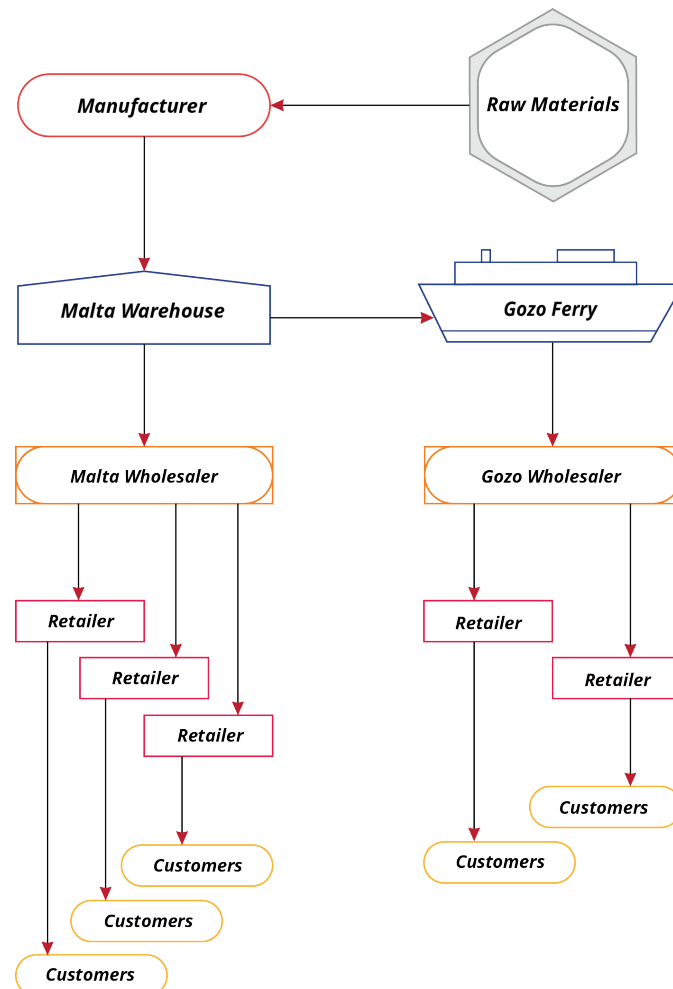 Manufacturer
Raw Materials
Malta Warehouse
Gozo Ferry
Malta Wholesaler
Gozo Wholesaler
Retailer
Retailer
Retailer
Retailer
Retailer
Customers
Customers
Customers
Customers
Customers